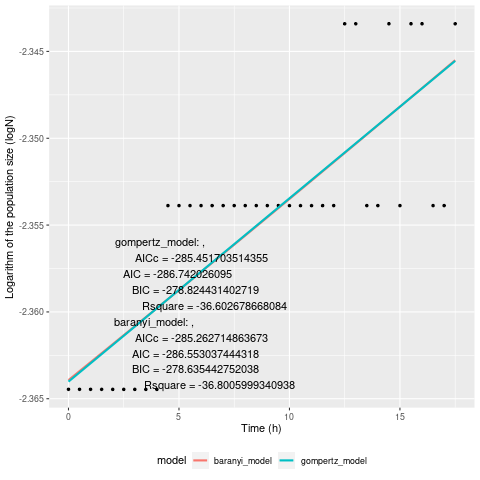 -2.345
-2.350
-2.355
-2.360
-2.365
Logarithm of the population size (logN)
gompertz_model: ,
AICc = -285.451703514355
AIC = -286.742026095
BIC = -278.824431402719
Rsquare = -36.602678668084
baranyi_model: ,
AICc = -285.262714863673
AIC = -286.553037444318
BIC = -278.635442752038
Rsquare = -36.8005999340938
0 5 10 15
Time (h)
model baranyi_model gompertz_model